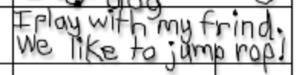 I play with my frind.
We like to jump rop!